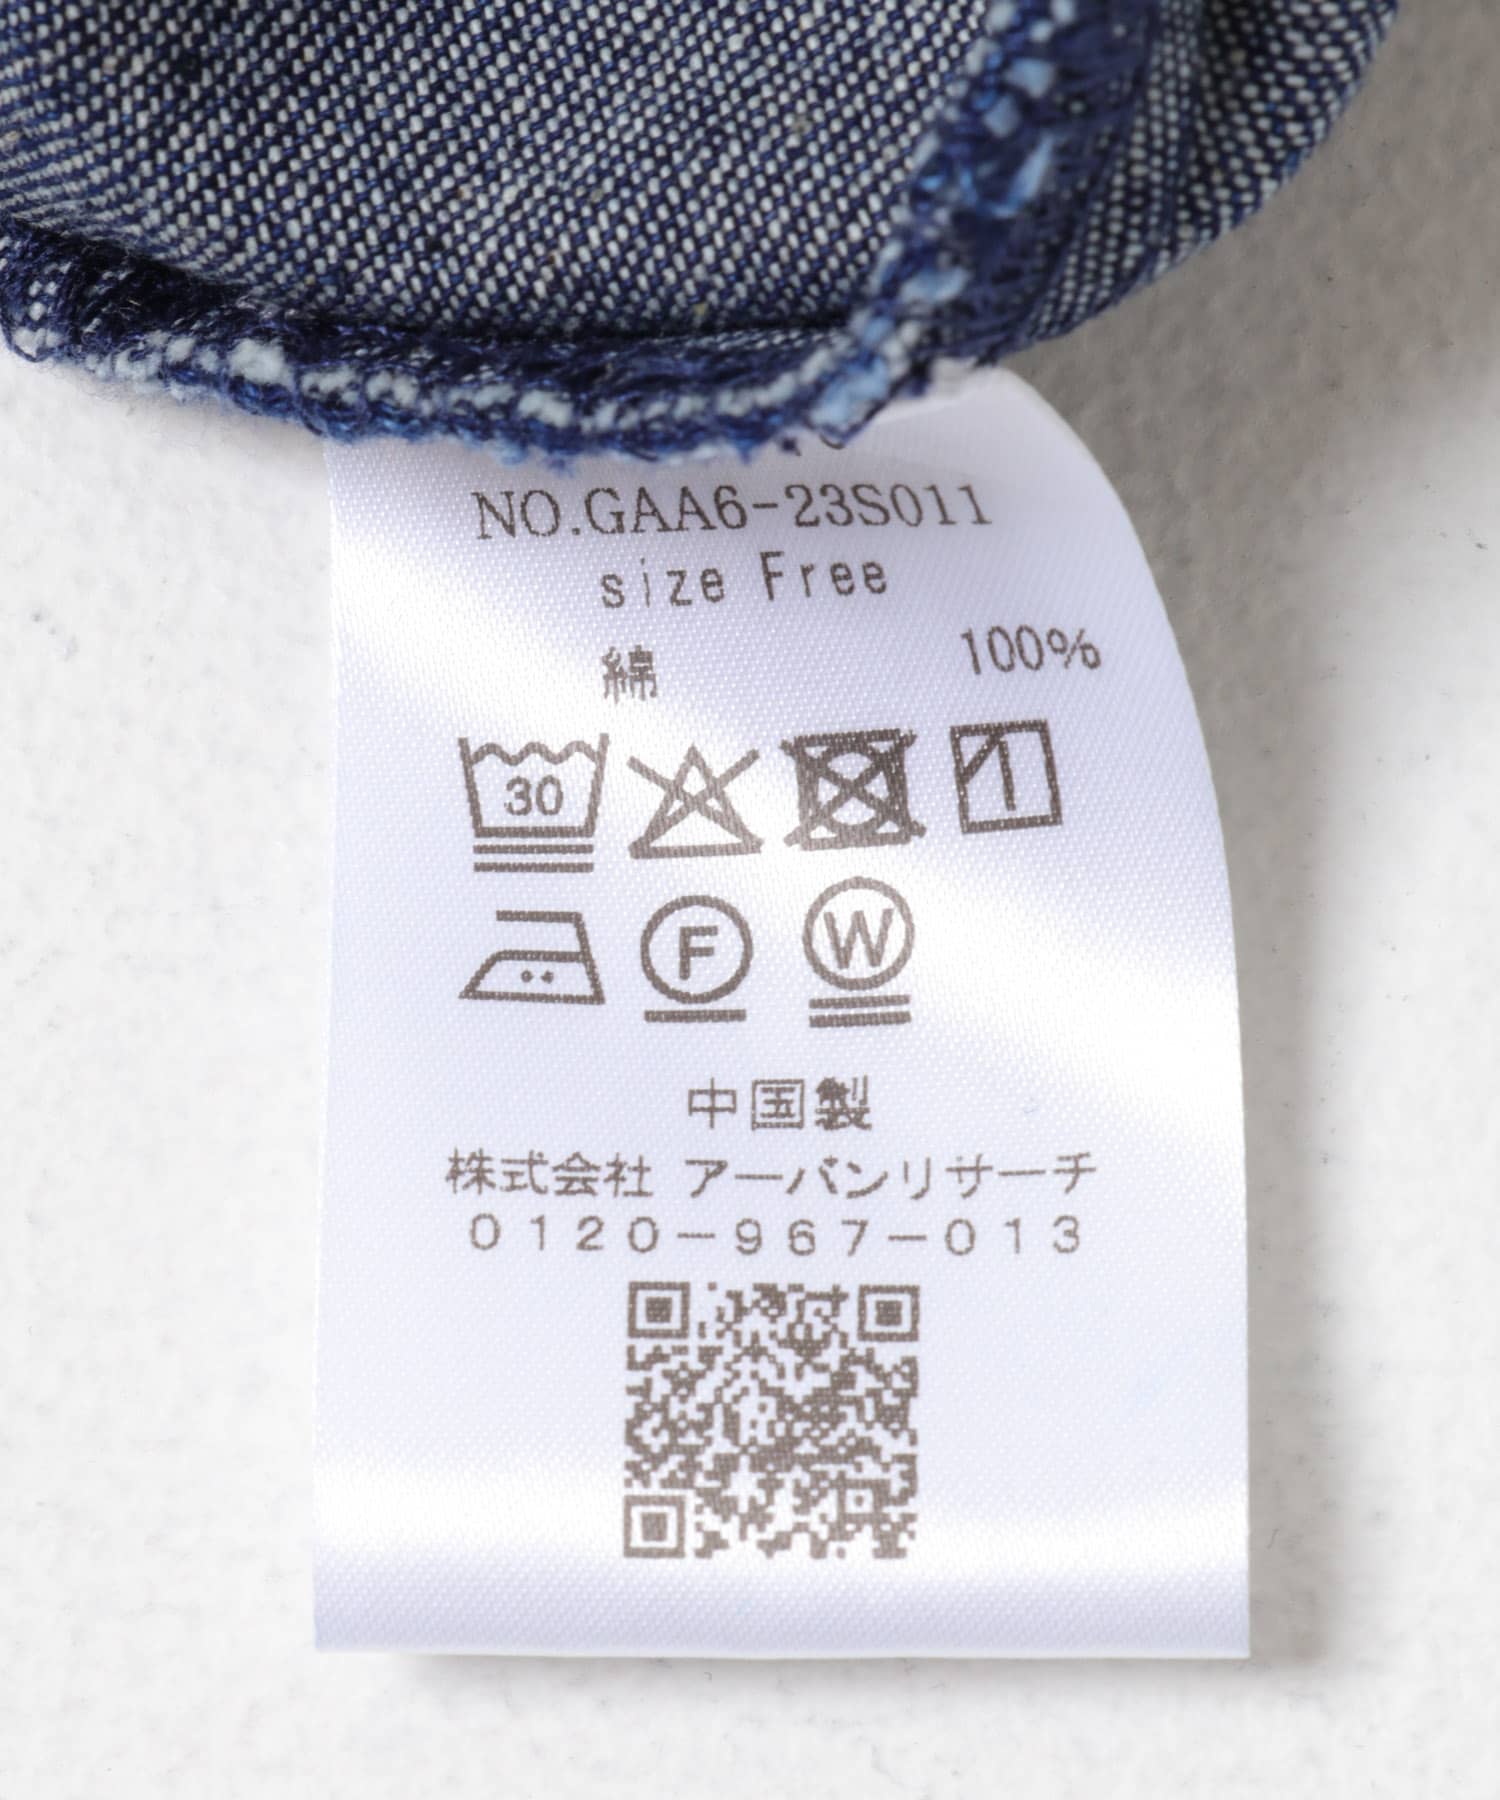 NO.GAA6-23S011
size Free
綿 100%
30
F W
中国製
株式会社 アーバンリサーチ
0120-967-013